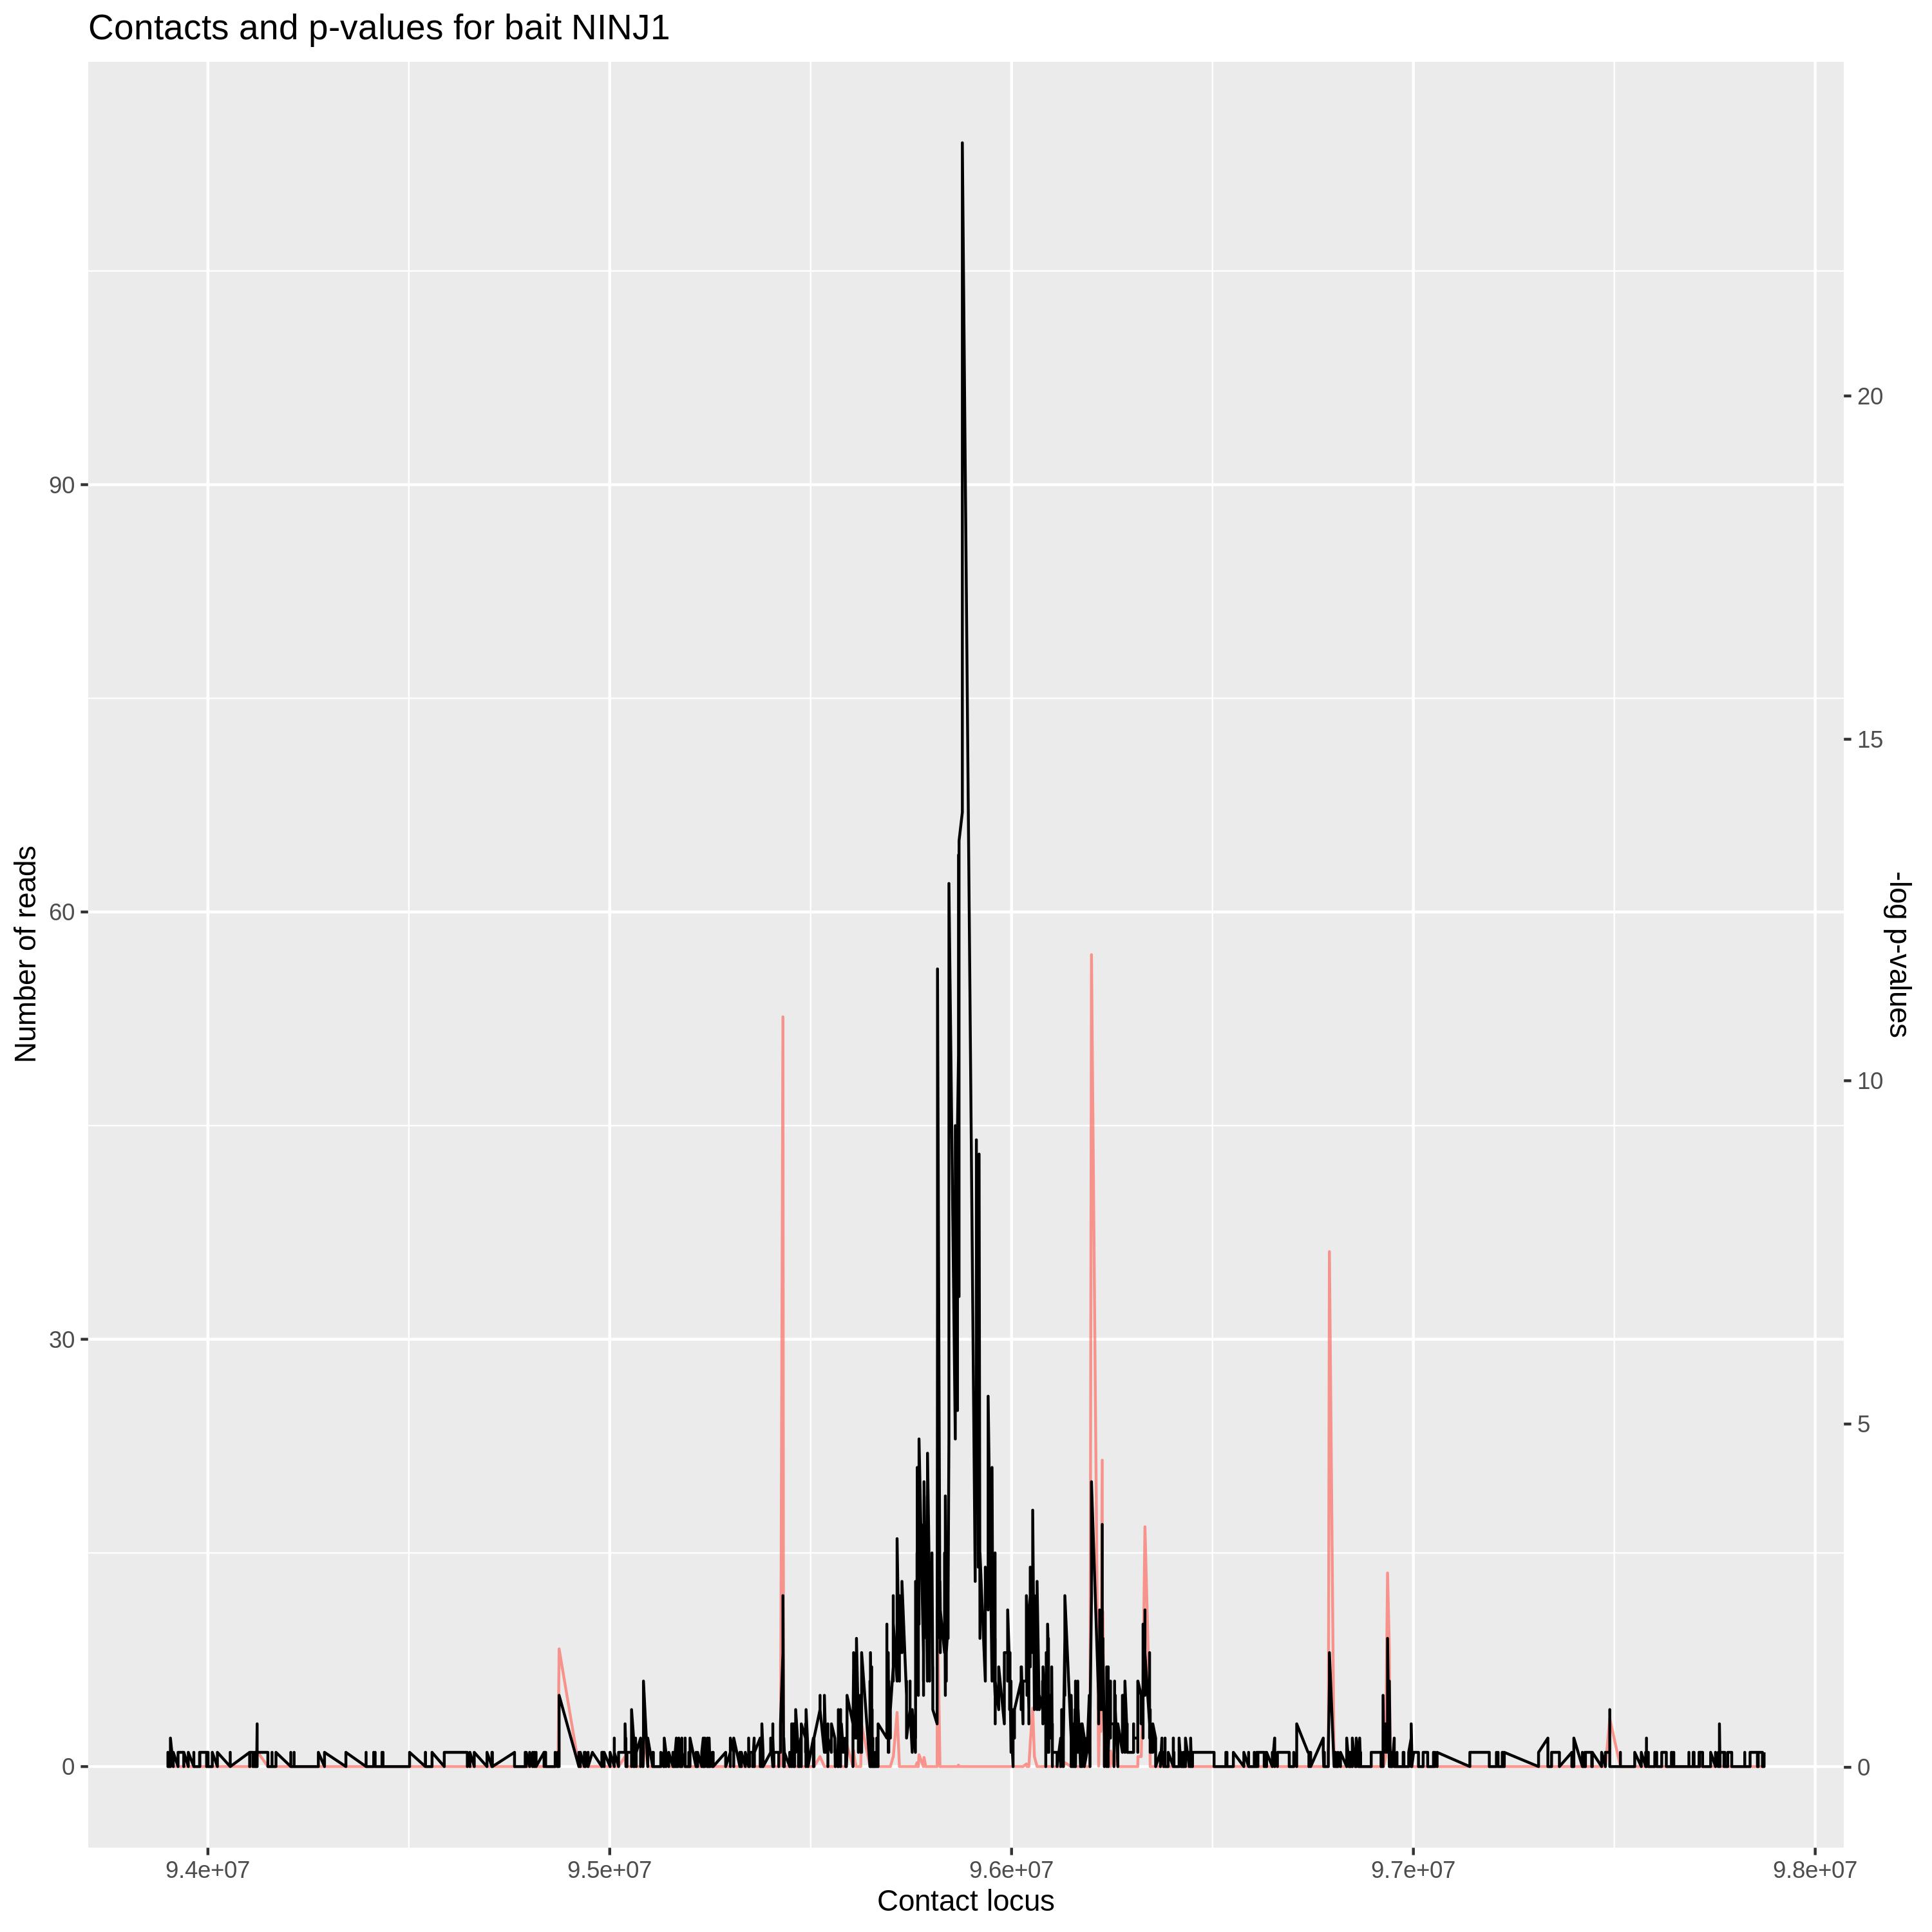 Contacts and p-values for bait NINJ1
Number of reads
90
60
30
0
20
15
10
5
0
-log p-values
9.4e+07
9.5e+07
9.6e+07
9.7e+07
9.8e+07
Contact locus